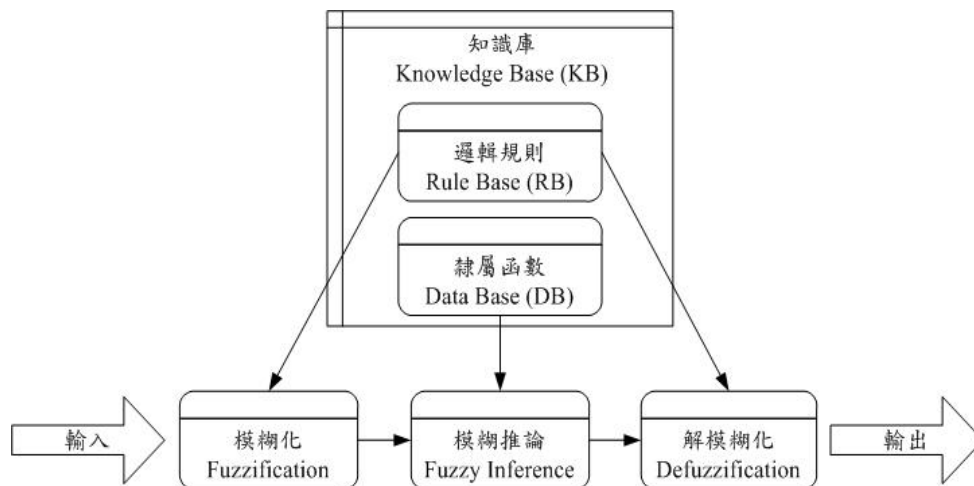 知識庫
Knowledge Base (KB)
邏輯規則
Rule Base (RB)
隸屬函數
Data Base (DB)
輸入
模糊化
Fuzzification
模糊推論
Fuzzy Inference
解模糊化
Defuzzification
輸出